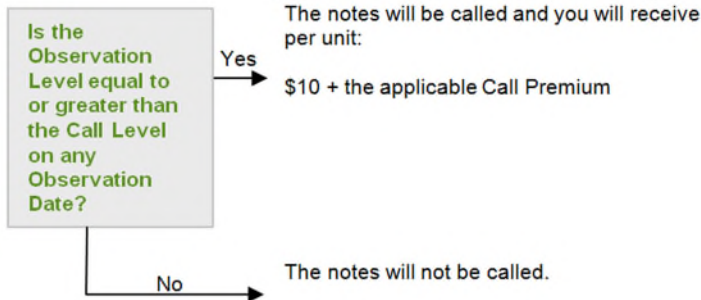 Is the
Observation
Level equal to
or greater than
the Call Level
on any
Observation
Date?
Yes
The notes will be called and you will receive
per unit:
$10 + the applicable Call Premium
No
The notes will not be called.